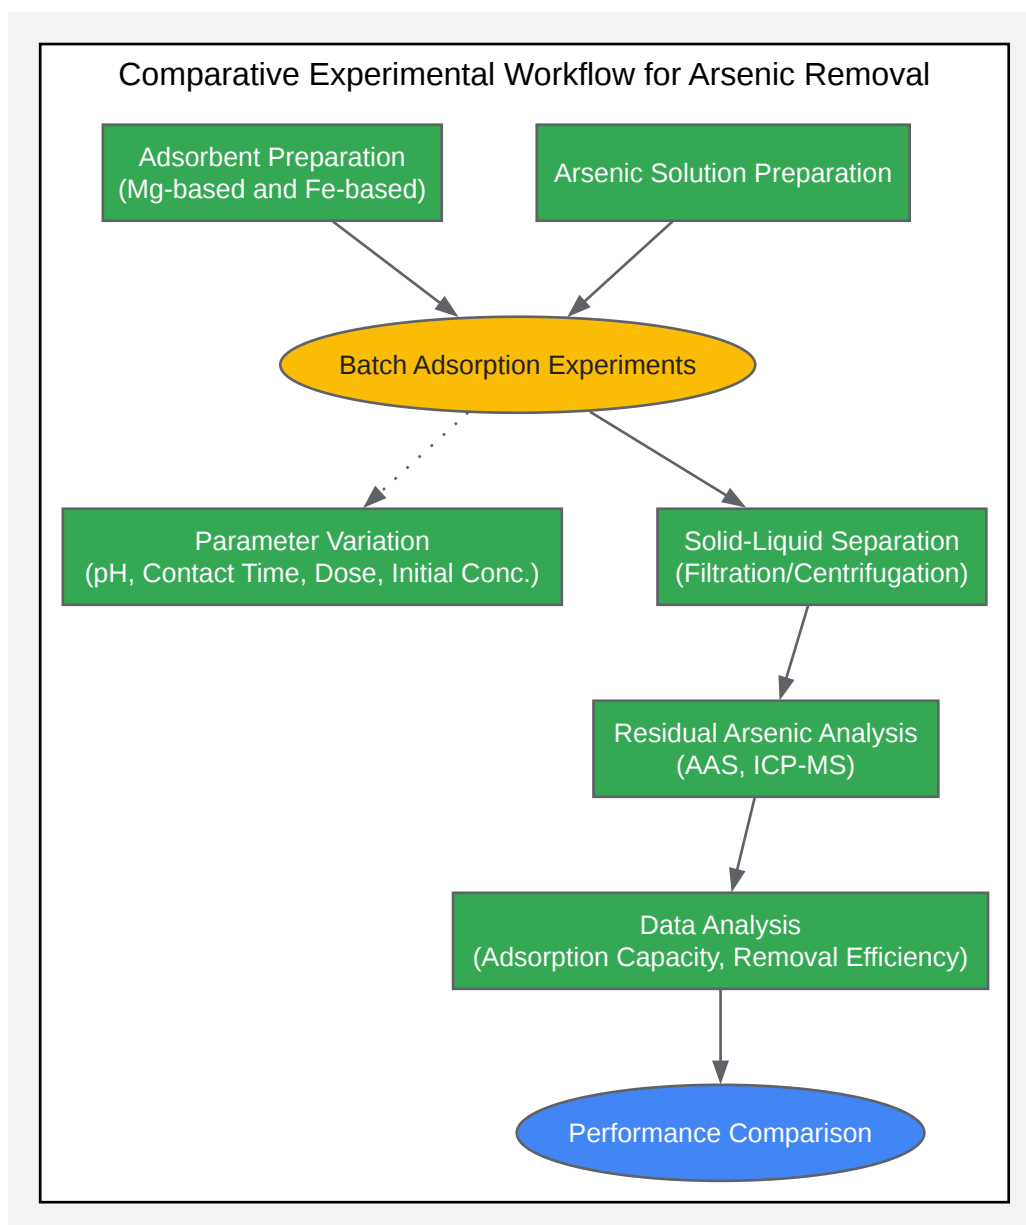 Comparative Experimental Workflow for Arsenic Removal
Adsorbent Preparation
(Mg-based and Fe-based)
Arsenic Solution Preparation
Batch Adsorption Experiments
Parameter Variation
(pH, Contact Time, Dose, Initial Conc.)
Solid-Liquid Separation
(Filtration/Centrifugation)
Residual Arsenic Analysis
(AAS, ICP-MS)
Data Analysis
(Adsorption Capacity, Removal Efficiency)
Performance Comparison